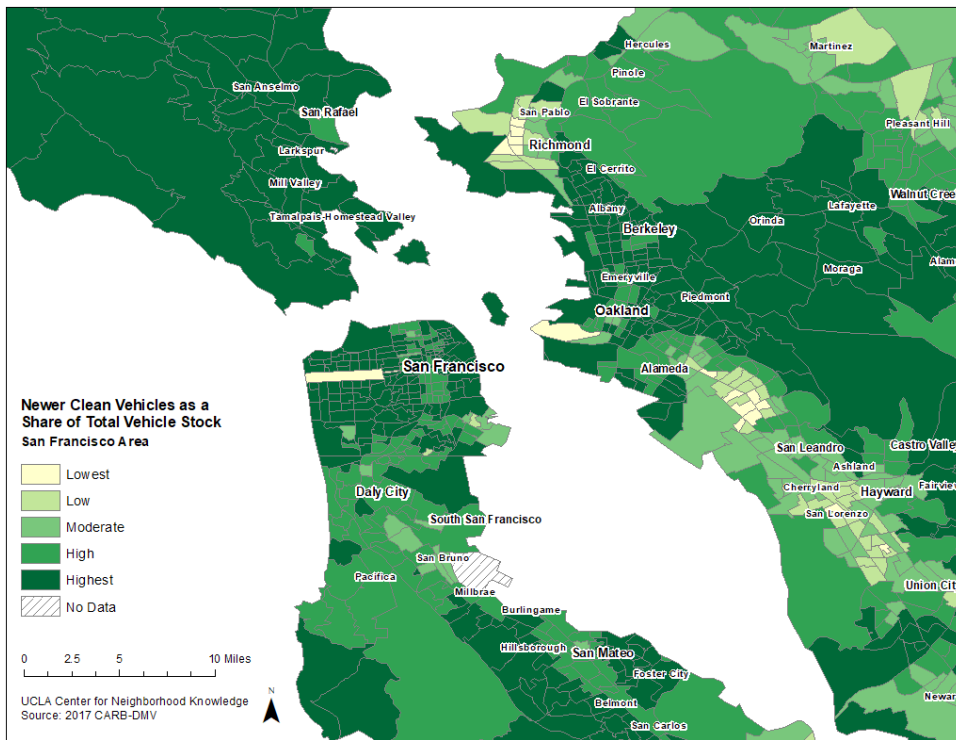 Hercules
Martinez
Pinole
San Anselmo
El Sobrante
San Rafael
San Pablo
Pleasant Hill
Richmond
Larkspur
El Cerrito
Mill Valley
Walnut Cree
Albany
Lafayette
Tamalpais-Homestead Valley
Orinda
Berkeley
Moraga
Alam
Emeryville
Piedmont
Oakland
San Francisco
Alameda
Newer Clean Vehicles as a
Share of Total Vehicle Stock
San Francisco Area
Lowest
Low
Moderate
High
Highest
No Data
San Leandro
Castro Valley
Ashland
Cherryland
Hayward
Fairview
Daly City
San Lorenzo
South San Francisco
San Bruno
Pacifica
Union City
Millbrae
Burlingame
Hillsborough
San Mateo
Foster City
Newar
Belmont
San Carlos
0 2.5 5 10 Miles
N
UCLA Center for Neighborhood Knowledge
Source: 2017 CARB-DMV